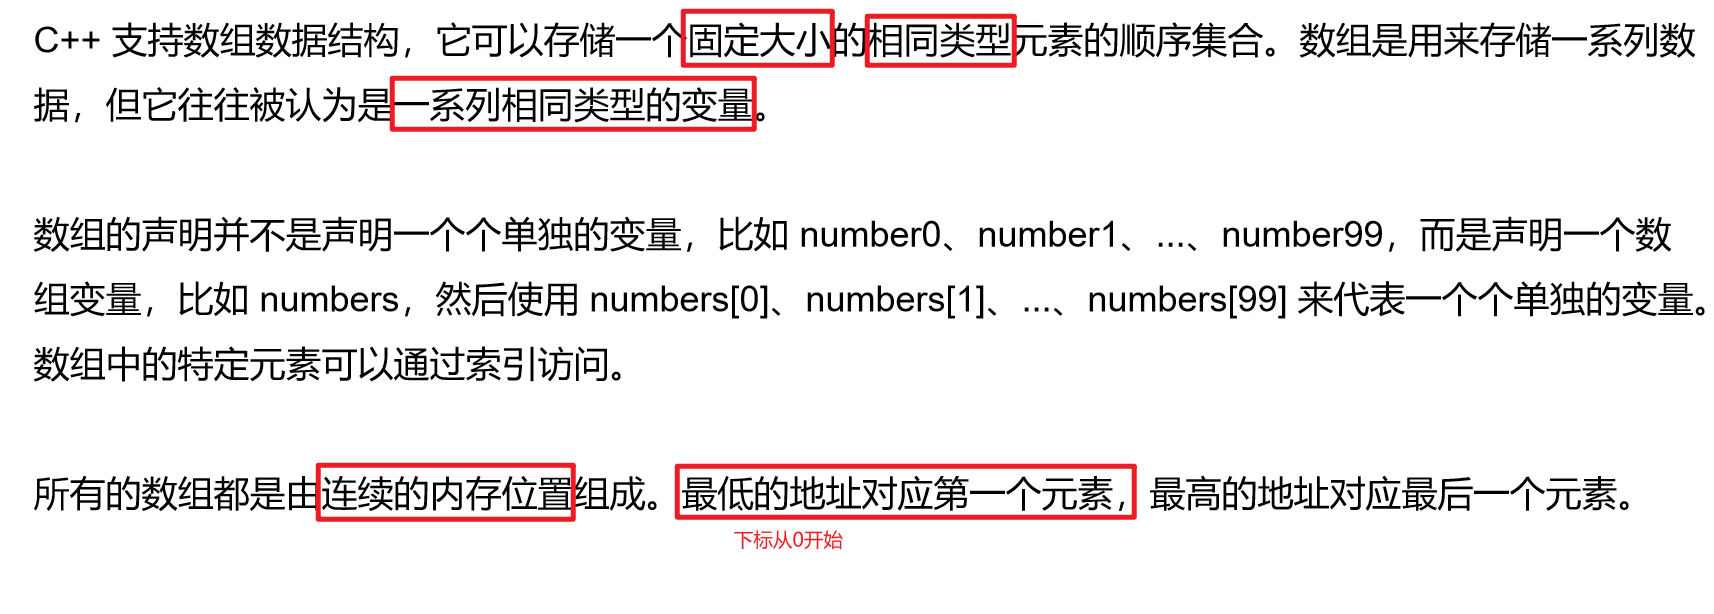 C++ 支持数组数据结构，它可以存储一个固定大小的相同类型元素的顺序集合。数组是用来存储一系列数
据，但它往往被认为是一系列相同类型的变量。
数组的声明并不是声明一个个单独的变量，比如 number0、number1、...、number99，而是声明一个数
组变量，比如 numbers，然后使用 numbers[0]、numbers[1]、...、numbers[99] 来代表一个个单独的变量。
数组中的特定元素可以通过索引访问。
所有的数组都是由连续的内存位置组成。最低的地址对应第一个元素，最高的地址对应最后一个元素。
下标从0开始